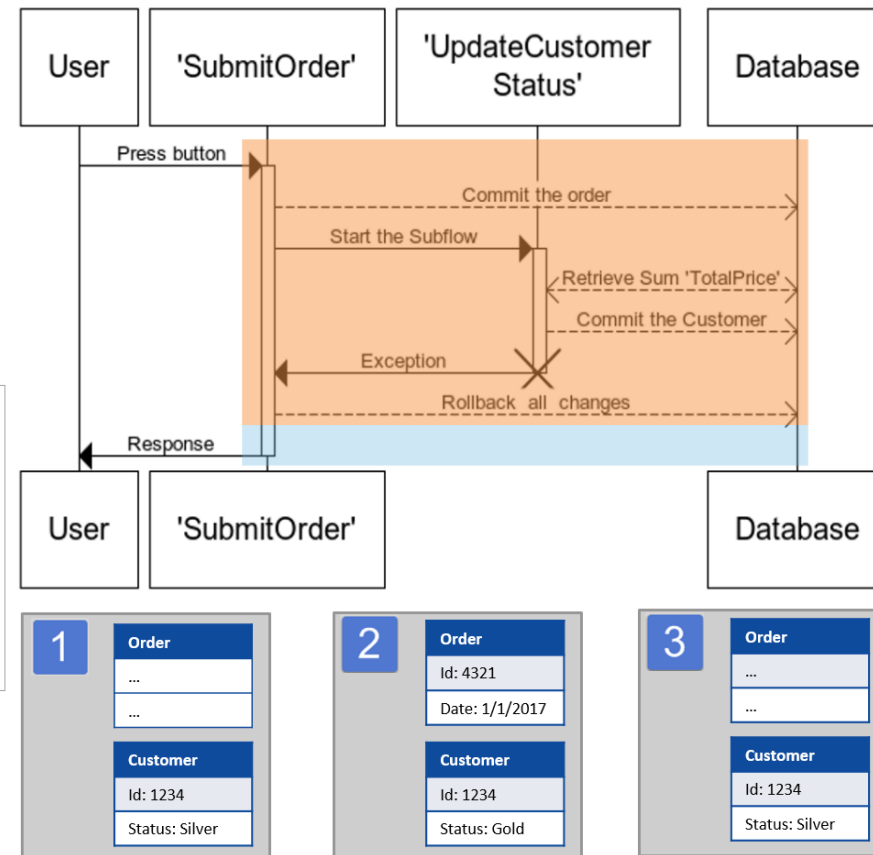 User
'SubmitOrder'
'UpdateCustomer
Status'
Database
Press button
Commit the order
Start the Subflow
Retrieve Sum 'TotalPrice'
Commit the Customer
Exception
Rollback all changes
Response
User
'SubmitOrder'
Database
1
Order
...
...
Customer
Id: 1234
Status: Silver
2
Order
Id: 4321
Date: 1/1/2017
Customer
Id: 1234
Status: Gold
3
Order
...
...
Customer
Id: 1234
Status: Silver